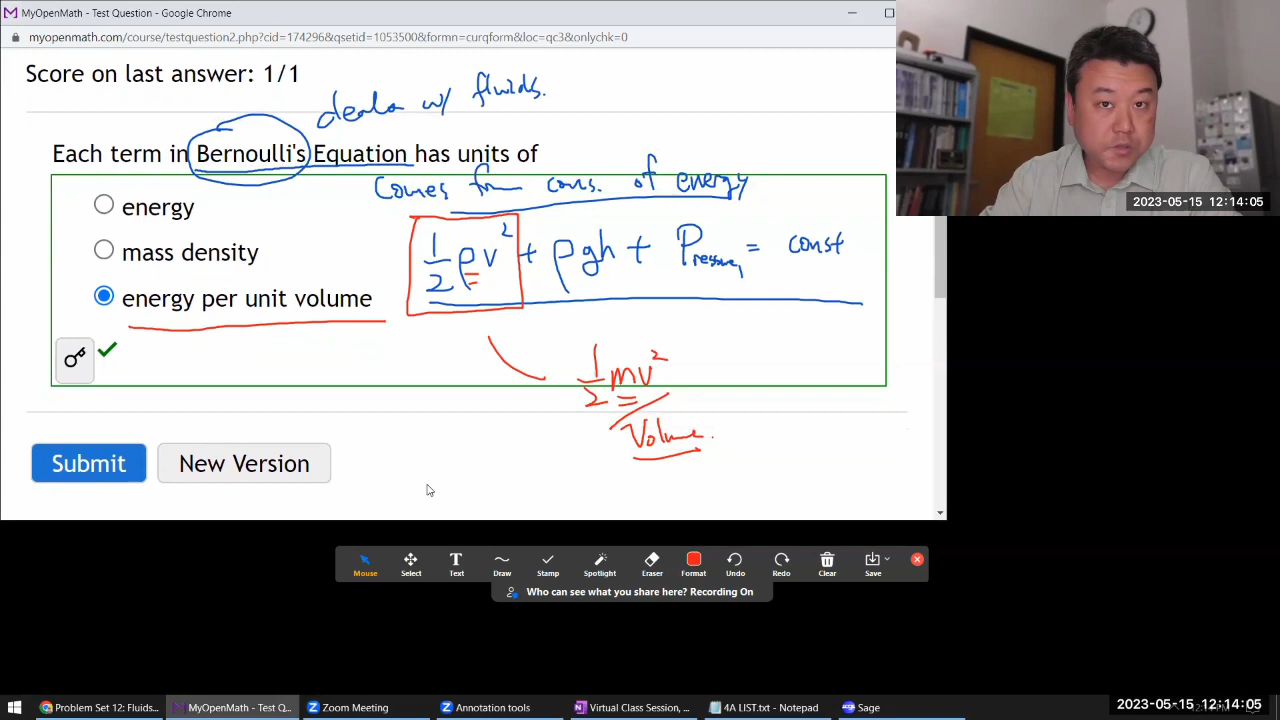 MyOpenMath - Test Question - Google Chrome
myopenmath.com/course/testquestion2.php?cid=174296&qsetid=1053500&formn=curqform&loc=qc3&onlychk=0
Score on last answer: 1/1
deals w/ fluids.
Each term in Bernoulli's Equation has units of
Comes from cons. of energy
energy
1/2 ρv² + ρgh + Pressure = const
mass density
energy per unit volume
1/2 mv²
Volume.
Submit
New Version
2023-05-15 12:14:05
Mouse Select Text Draw Stamp Spotlight Eraser Format Undo Redo Clear Save
Who can see what you share here? Recording On
Problem Set 12: Fluids... MyOpenMath - Test Q... Zoom Meeting Annotation tools Virtual Class Session, ... 4A LIST.txt - Notepad Sage
2023-05-15 12:14:05